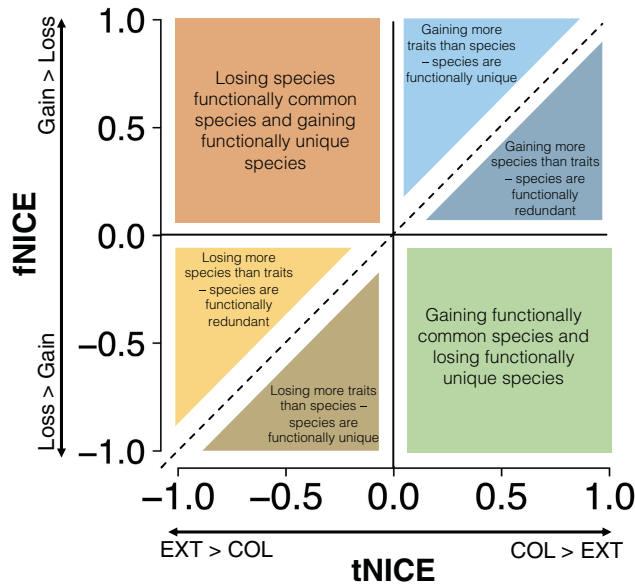 Gain > Loss
Loss > Gain
fNICE
1.0
0.5
0.0
−0.5
−1.0
Losing species
functionally common
species and gaining
functionally unique
species
Gaining more
traits than species
– species are
functionally unique
Gaining more
species than traits
– species are
functionally
redundant
Losing more
species than traits
– species are
functionally
redundant
Losing more traits
than species –
species are
functionally unique
Gaining functionally
common species and
losing functionally
unique species
−1.0
−0.5
0.0
0.5
1.0
EXT > COL
COL > EXT
tNICE